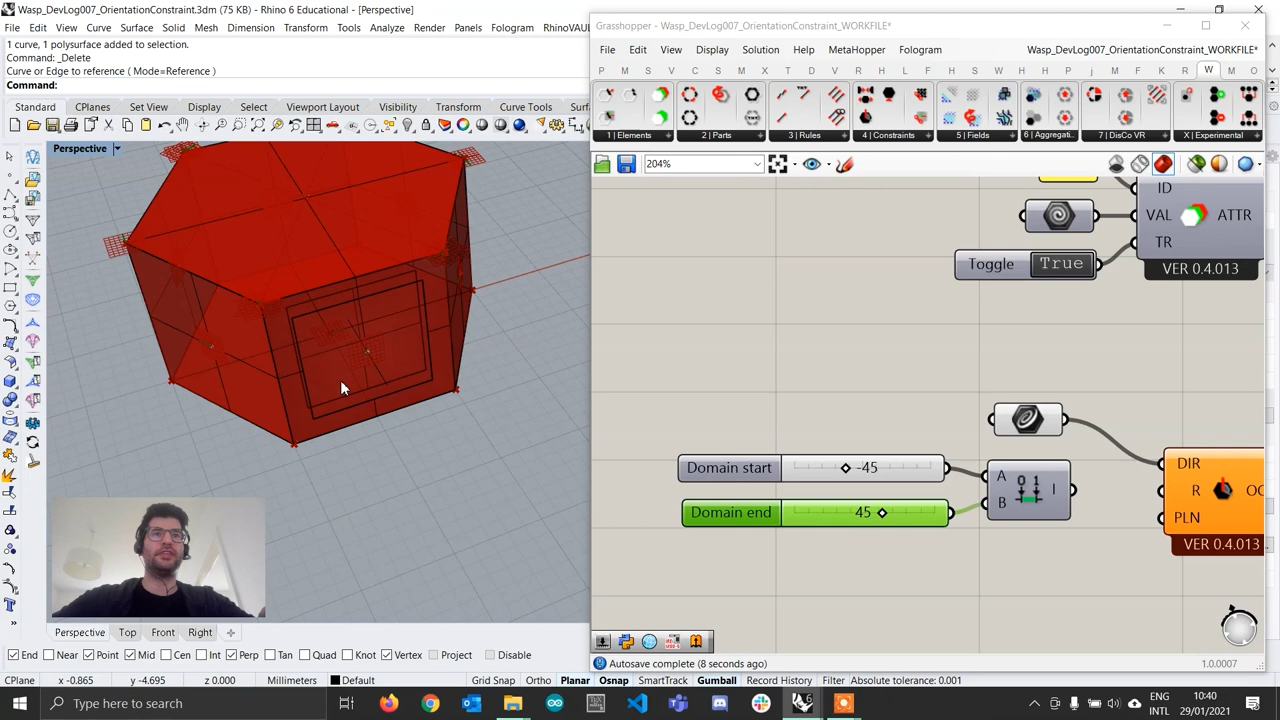 Wasp_DevLog007_OrientationConstraint.3dm (75 KB) - Rhino 6 Educational - [Perspective]
File Edit View Curve Surface Solid Mesh Dimension Transform Tools Analyze Render Panels Fologram RhinoVAUL
1 curve, 1 polysurface added to selection.
Command: _Delete
Curve or Edge to reference ( Mode=Reference )
Command:
Standard CPlanes Set View Display Select Viewport Layout Visibility Transform Curve Tools Surf
Perspective
Grasshopper - Wasp_DevLog007_OrientationConstraint_WORKFILE*
File Edit View Display Solution Help MetaHopper Fologram Wasp_DevLog007_OrientationConstraint_WORKFILE*
P M S V C S M X T T D V V D F H L F H H P j M F K W R T M O
1 | Elements 2 | Parts 3 | Rules 4 | Constraints 5 | Fields 6 | Aggregati.. 7 | DisCo VR X | Experimental
204%
ID
VAL ATTR
TR
Toggle True
VER 0.4.013
Domain start -45
Domain end 45
0 1
A
B
I
DIR
R
PLN
OC
VER 0.4.013
Autosave complete (8 seconds ago) 1.0.0007
Perspective Top Front Right
End Near Point Mid Cen Int Perp Tan Quad Knot Vertex Project Disable
CPlane x -0.865 y -4.695 z 0.000 Millimeters Default Grid Snap Ortho Planar Osnap SmartTrack Gumball Record History Filter Absolute tolerance: 0.001
Type here to search
ENG
INTL
10:40
29/01/2021